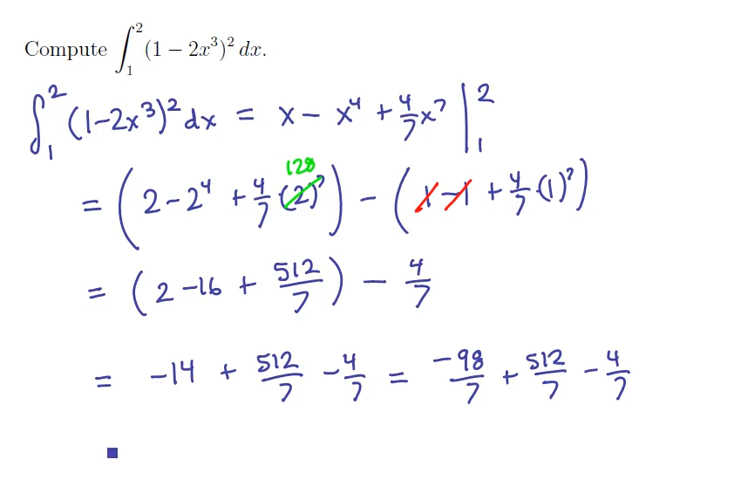 Compute ∫₁² (1 − 2x³)² dx.
∫₁² (1−2x³)² dx = x − x⁴ + 4/7 x⁷ |₁²
128
= (2 − 2⁴ + 4/7 (2)⁷) − (1 − 1 + 4/7 (1)⁷)
= (2 − 16 + 512/7) − 4/7
= −14 + 512/7 − 4/7 = −98/7 + 512/7 − 4/7